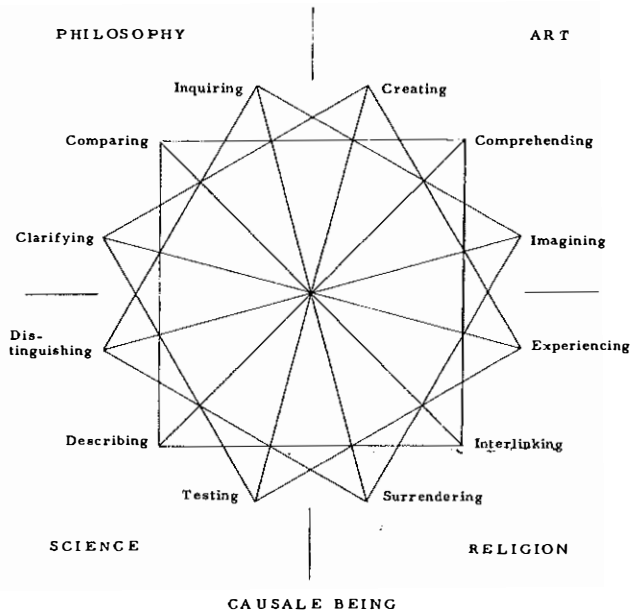 PHILOSOPHY
ART
Inquiring
Creating
Comparing
Comprehending
Clarifying
Imagining
Dis-
tinguishing
Experiencing
Describing
Interlinking
Testing
Surrendering
SCIENCE
RELIGION
CAUSALE BEING